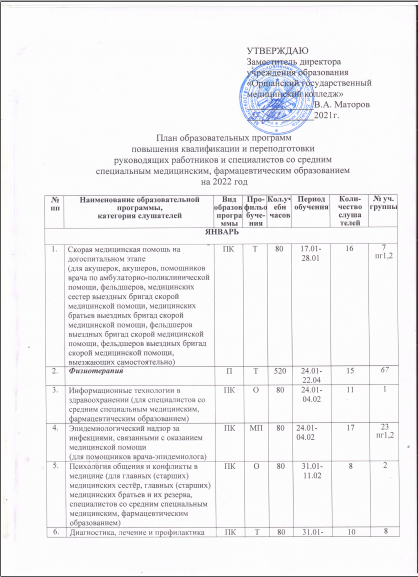 УТВЕРЖДАЮ
Заместитель директора
учреждения образования
«Оршанский государственный
медицинский колледж»
В.А. Маторов
2021г.
План образовательных программ
повышения квалификации и переподготовки
руководящих работников и специалистов со средним
специальным медицинским, фармацевтическим образованием
на 2022 год
№ пп Наименование образовательной программы, категория слушателей Вид образов програ ммы Про- филь обуче- ния Кол.уч ебн часов Период обучения Коли- чество слуша телей № уч. группы
ЯНВАРЬ
1. Скорая медицинская помощь на ПК Т 80 17.01- 16 7
догоспитальном этапе 28.01 пг1,2
(для акушерок, акушеров, помощников
врача по амбулаторно-поликлинической
помощи, фельдшеров, медицинских
сестер выездных бригад скорой
медицинской помощи, медицинских
братьев выездных бригад скорой
медицинской помощи, фельдшеров
выездных бригад скорой медицинской
помощи, фельдшеров выездных бригад
скорой медицинской помощи,
выезжающих самостоятельно)
2. Физиотерапия П Т 520 24.01- 15 67
22.04
3. Информационные технологии в ПК О 80 24.01- 11 1
здравоохранении (для специалистов со 04.02
средним специальным медицинским,
фармацевтическим образованием)
4. Эпидемиологический надзор за ПК МП 80 24.01- 17 23
инфекциями, связанными с оказанием 04.02 пг1,2
медицинской помощи
(для помощников врача-эпидемолога)
5. Психология общения и конфликты в ПК О 80 31.01- 8 2
медицине (для главных (старших) 11.02
медицинских сестёр, главных (старших)
медицинских братьев и их резерва,
специалистов со средним специальным
медицинским, фармацевтическим
образованием)
6. Диагностика, лечение и профилактика ПК Т 80 31.01- 10 8